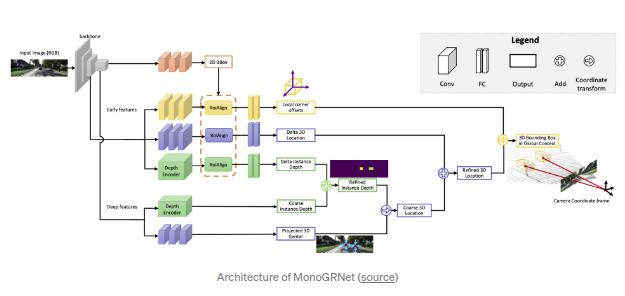 backbone
Input Image (RGB)
2D BBox
Legend
Conv
FC
Output
Add
Coordinate
transform
Early features
RoiAlign
Local corner
offsets
RoiAlign
Delta 3D
Location
3D Bounding Box
in Global Context
Depth
Encoder
RoiAlign
Delta Instance
Depth
Refined
Instance Depth
Refined 3D
Location
Camera Coordinate frame
Deep features
Depth
Encoder
Coarse
Instance Depth
Coarse 3D
Location
Projected 3D
Center
Architecture of MonoGRNet (source)